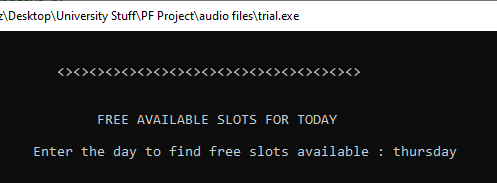 z\Desktop\University Stuff\PF Project\audio files\trial.exe
<><><><><><><><><><><><><><><><><><><>
FREE AVAILABLE SLOTS FOR TODAY
Enter the day to find free slots available : thursday